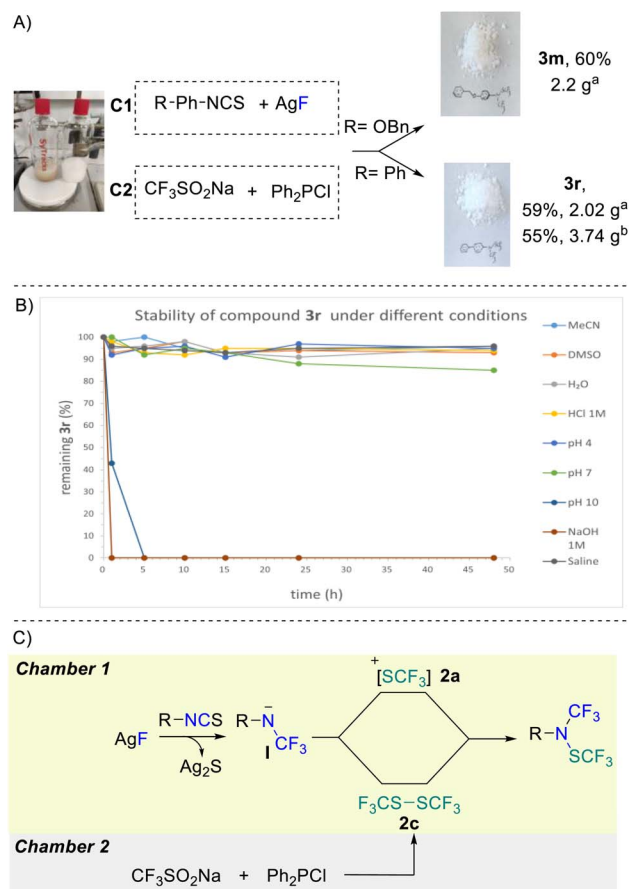 A)
C1
R-Ph-NCS + AgF
C2
CF₃SO₂Na + Ph₂PCl
R= OBn
R= Ph
3m, 60%
2.2 gᵃ
3r,
59%, 2.02 gᵃ
55%, 3.74 gᵇ
B)
Stability of compound 3r under different conditions
remaining 3r (%)
100
90
80
70
60
50
40
30
20
10
0
0 5 10 15 20 25 30 35 40 45 50
time (h)
MeCN
DMSO
H₂O
HCl 1M
pH 4
pH 7
pH 10
NaOH
1M
Saline
C)
Chamber 1
AgF
R–NCS
Ag₂S
R N –
CF₃
I
+
[SCF₃] 2a
F₃CS–SCF₃
2c
R N
CF₃
SCF₃
Chamber 2
CF₃SO₂Na + Ph₂PCl